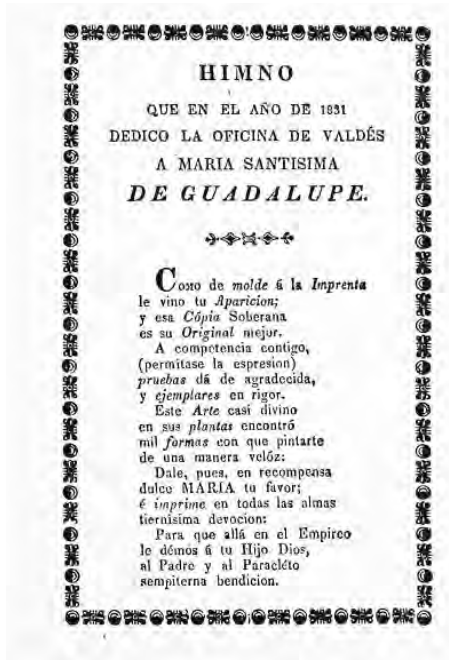 HIMNO
QUE EN EL AÑO DE 1831
DEDICO LA OFICINA DE VALDÉS
A MARIA SANTISIMA
DE GUADALUPE.
Como de molde á la Imprenta
le vino tu Aparicion;
y esa Cópia Soberana
es su Original mejor.
A competencia contigo,
(permitase la espresion)
pruebas dá de agradecida,
y ejemplares en rigor.
Este Arte casi divino
en sus plantas encontró
mil formas con que pintarte
de una manera velóz:
Dale, pues, en recompensa
dulce MARIA tu favor;
é imprime en todas las almas
tiernisima devocion:
Para que allá en el Empireo
le démos á tu Hijo Dios,
al Padre y al Paracléto
sempiterna bendicion.